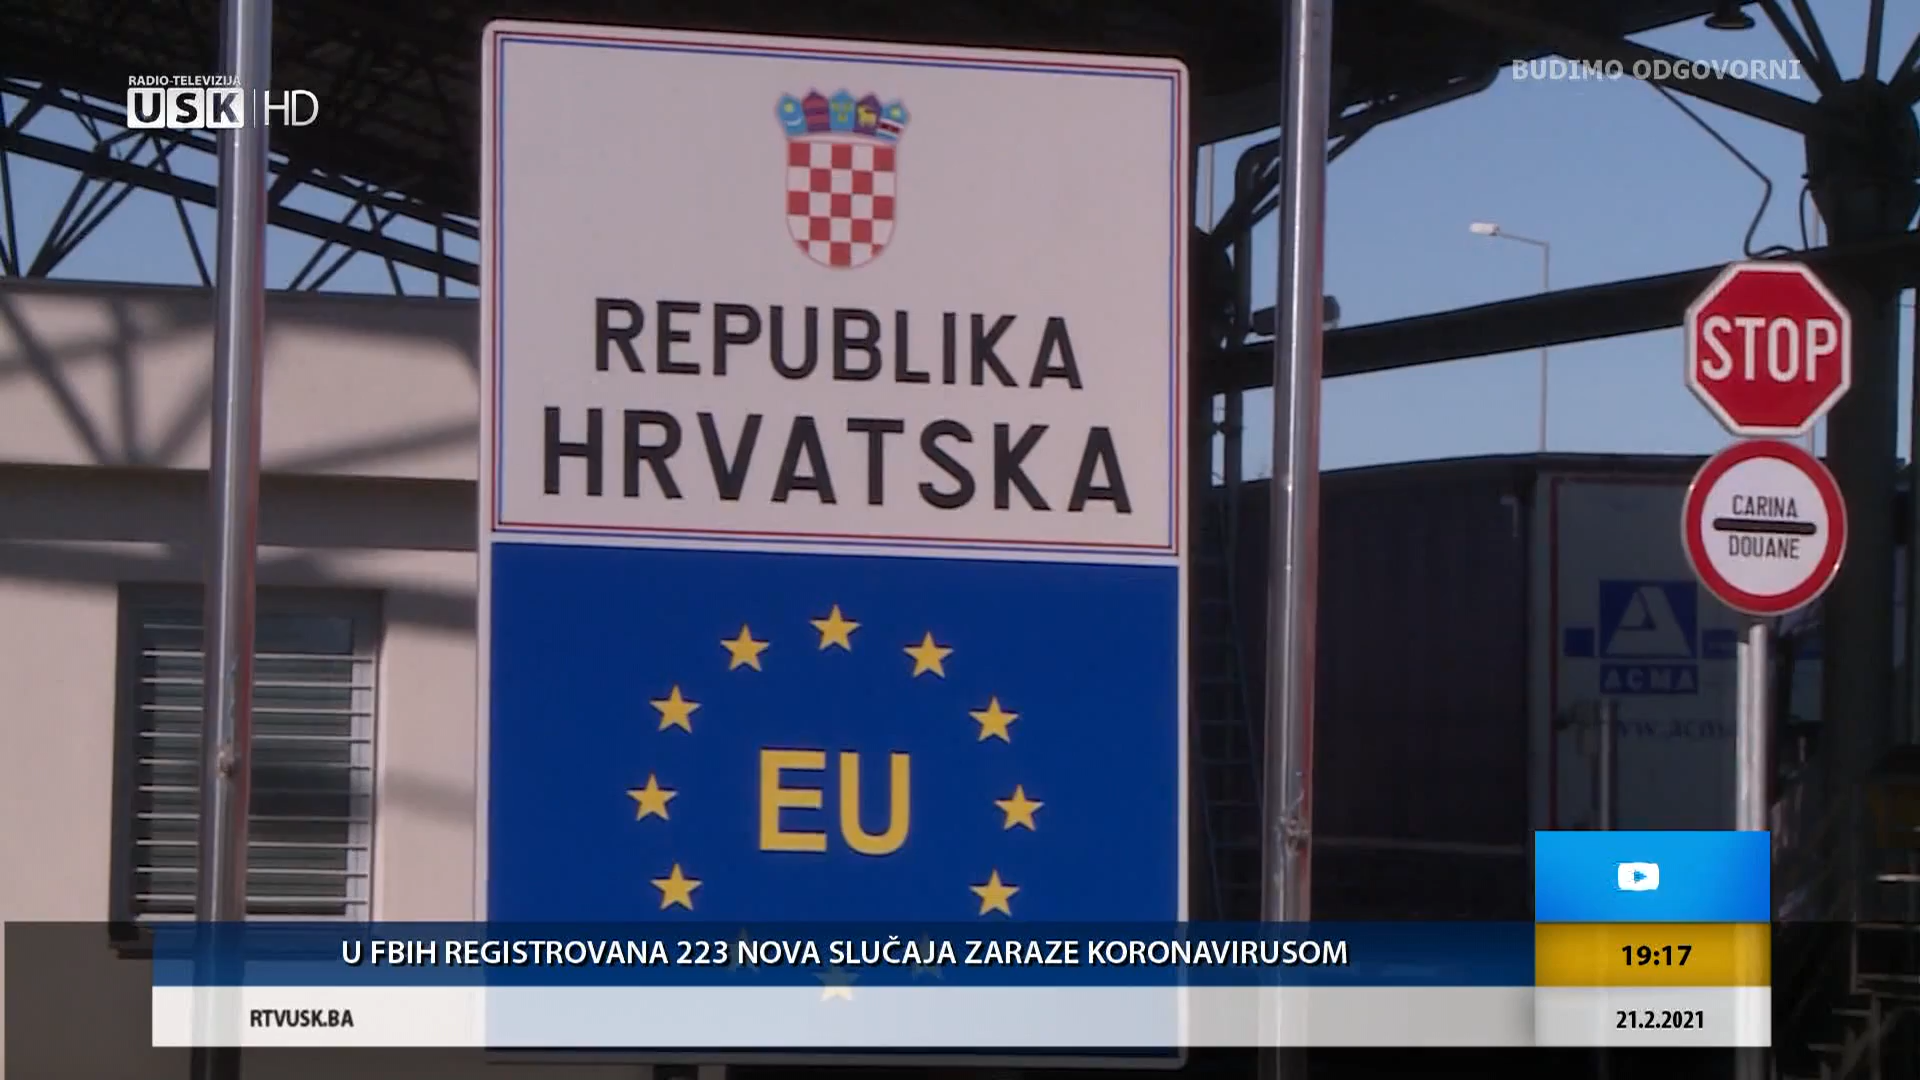 RADIO-TELEVIZIJA
USK HD
BUDIMO ODGOVORNI
REPUBLIKA
HRVATSKA
EU
STOP
CARINA
DOUANE
ACMA
U FBIH REGISTROVANA 223 NOVA SLUČAJA ZARAZE KORONAVIRUSOM
19:17
RTVUSK.BA
21.2.2021